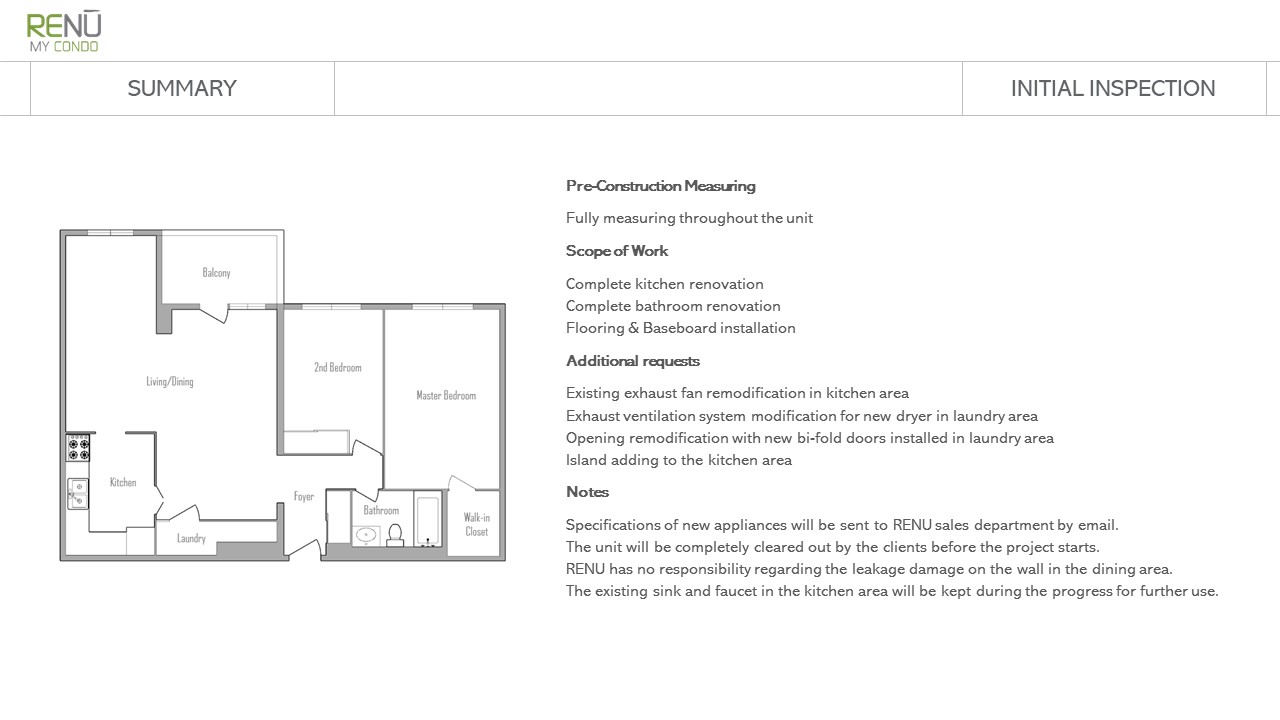 RENŪ
MY CONDO
SUMMARY
INITIAL INSPECTION
Balcony
2nd Bedroom
Living/Dining
Master Bedroom
Kitchen
Foyer
Bathroom
Walk-in
Closet
Laundry
Pre-Construction Measuring
Fully measuring throughout the unit
Scope of Work
Complete kitchen renovation
Complete bathroom renovation
Flooring & Baseboard installation
Additional requests
Existing exhaust fan remodification in kitchen area
Exhaust ventilation system modification for new dryer in laundry area
Opening remodification with new bi-fold doors installed in laundry area
Island adding to the kitchen area
Notes
Specifications of new appliances will be sent to RENU sales department by email.
The unit will be completely cleared out by the clients before the project starts.
RENU has no responsibility regarding the leakage damage on the wall in the dining area.
The existing sink and faucet in the kitchen area will be kept during the progress for further use.